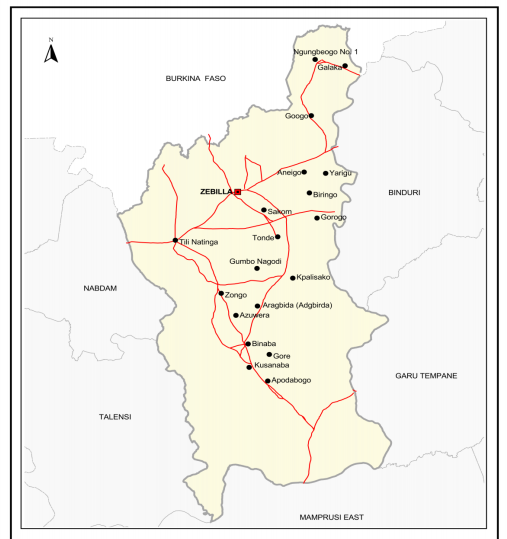 N
Ngungbeogo No. 1
Galaka
BURKINA FASO
Googo
Aneigo
Yarigu
ZEBILLA
Biringo
BINDURI
Sakom
Gorogo
Tonde
Tili Natinga
Gumbo Nagodi
Kpalisako
NABDAM
Zongo
Aragbida (Adgbirda)
Azuwera
Binaba
Gore
Kusanaba
GARU TEMPANE
Apodabogo
TALENSI
MAMPRUSI EAST